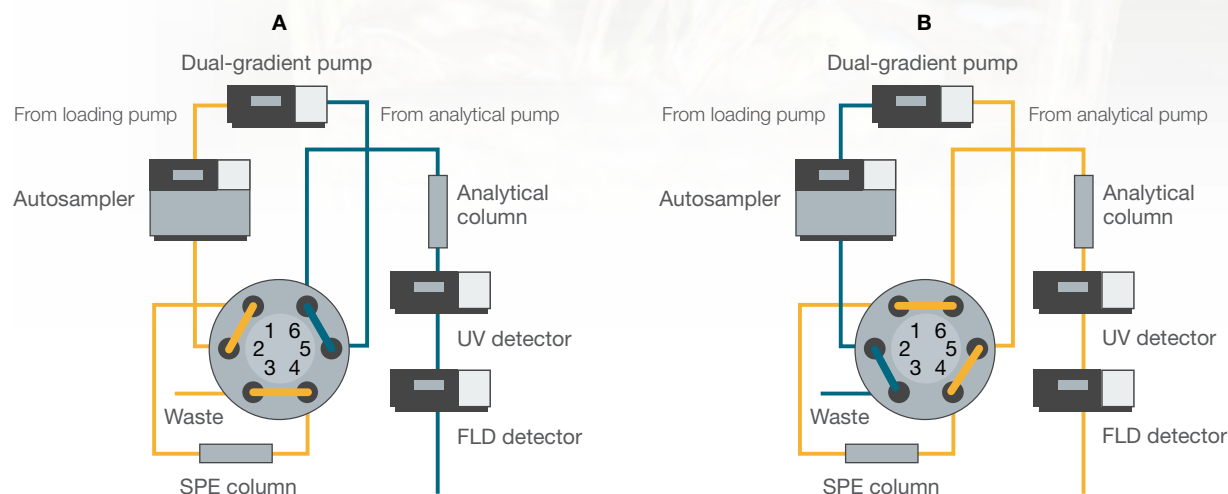 A
Dual-gradient pump
From loading pump
From analytical pump
Autosampler
Analytical
column
1 6
2 5
3 4
UV detector
Waste
FLD detector
SPE column
B
Dual-gradient pump
From loading pump
From analytical pump
Autosampler
Analytical
column
1 6
2 5
3 4
UV detector
Waste
FLD detector
SPE column